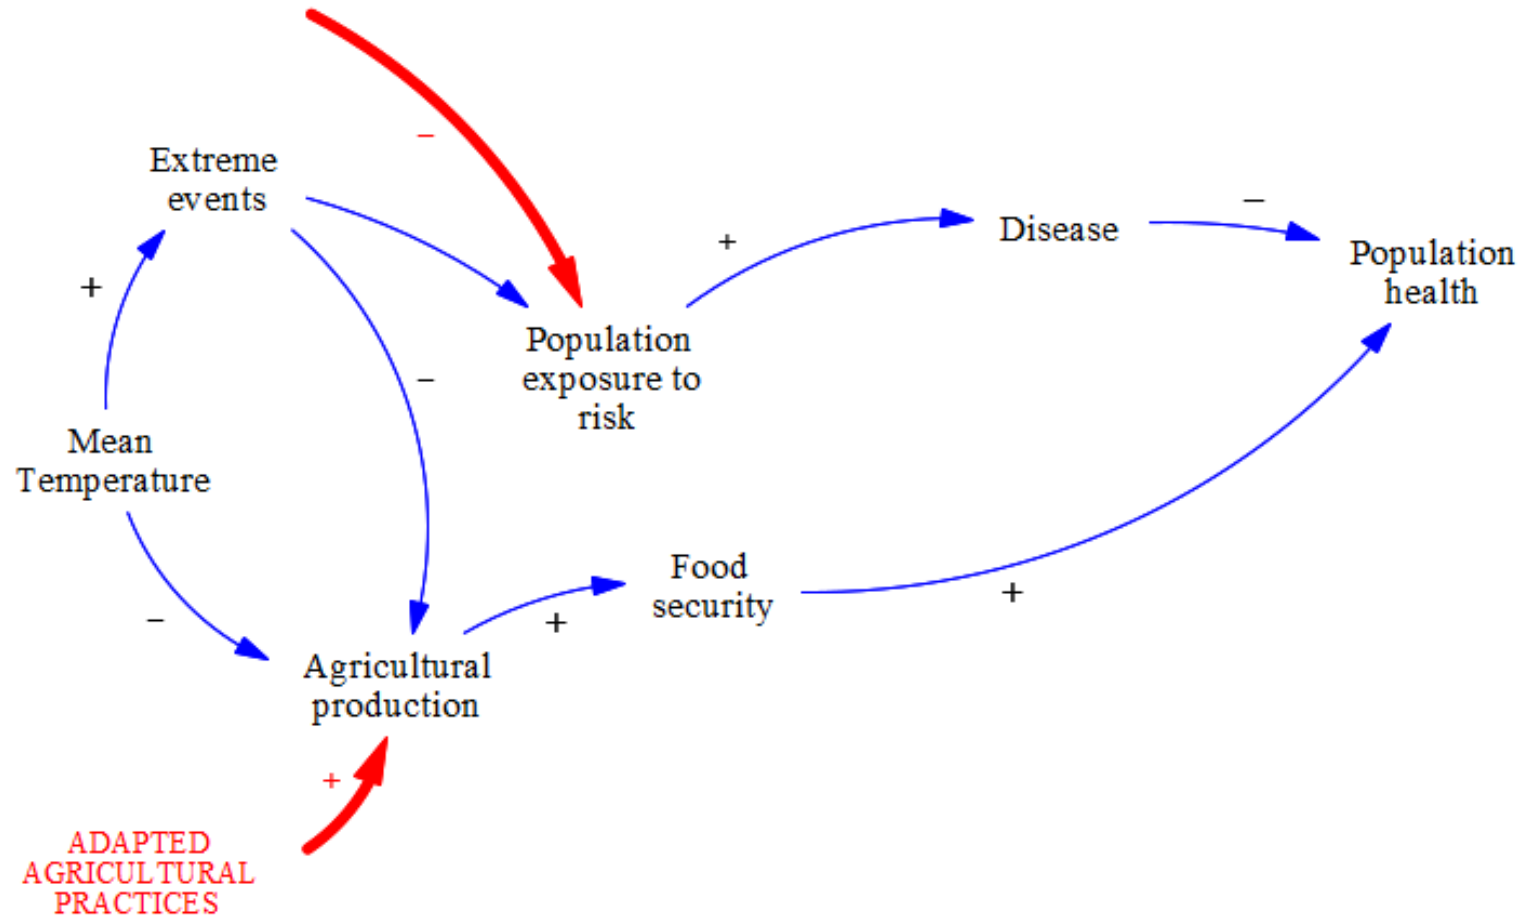 −
Extreme
events
+
−
Disease
Population
health
+
Population
exposure to
risk
−
Mean
Temperature
−
Food
security
+
+
Agricultural
production
+
ADAPTED
AGRICULTURAL
PRACTICES